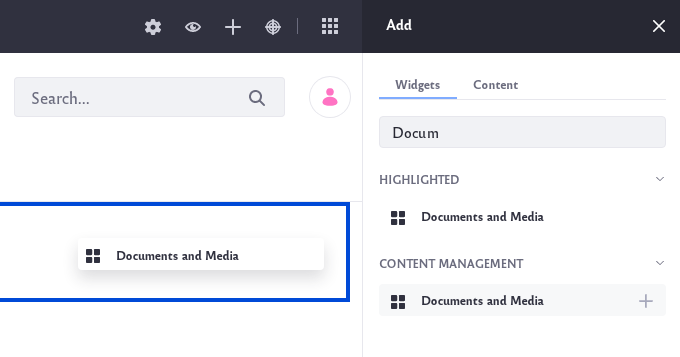 Add
Search...
Widgets Content
Docum
HIGHLIGHTED
Documents and Media
Documents and Media
CONTENT MANAGEMENT
Documents and Media